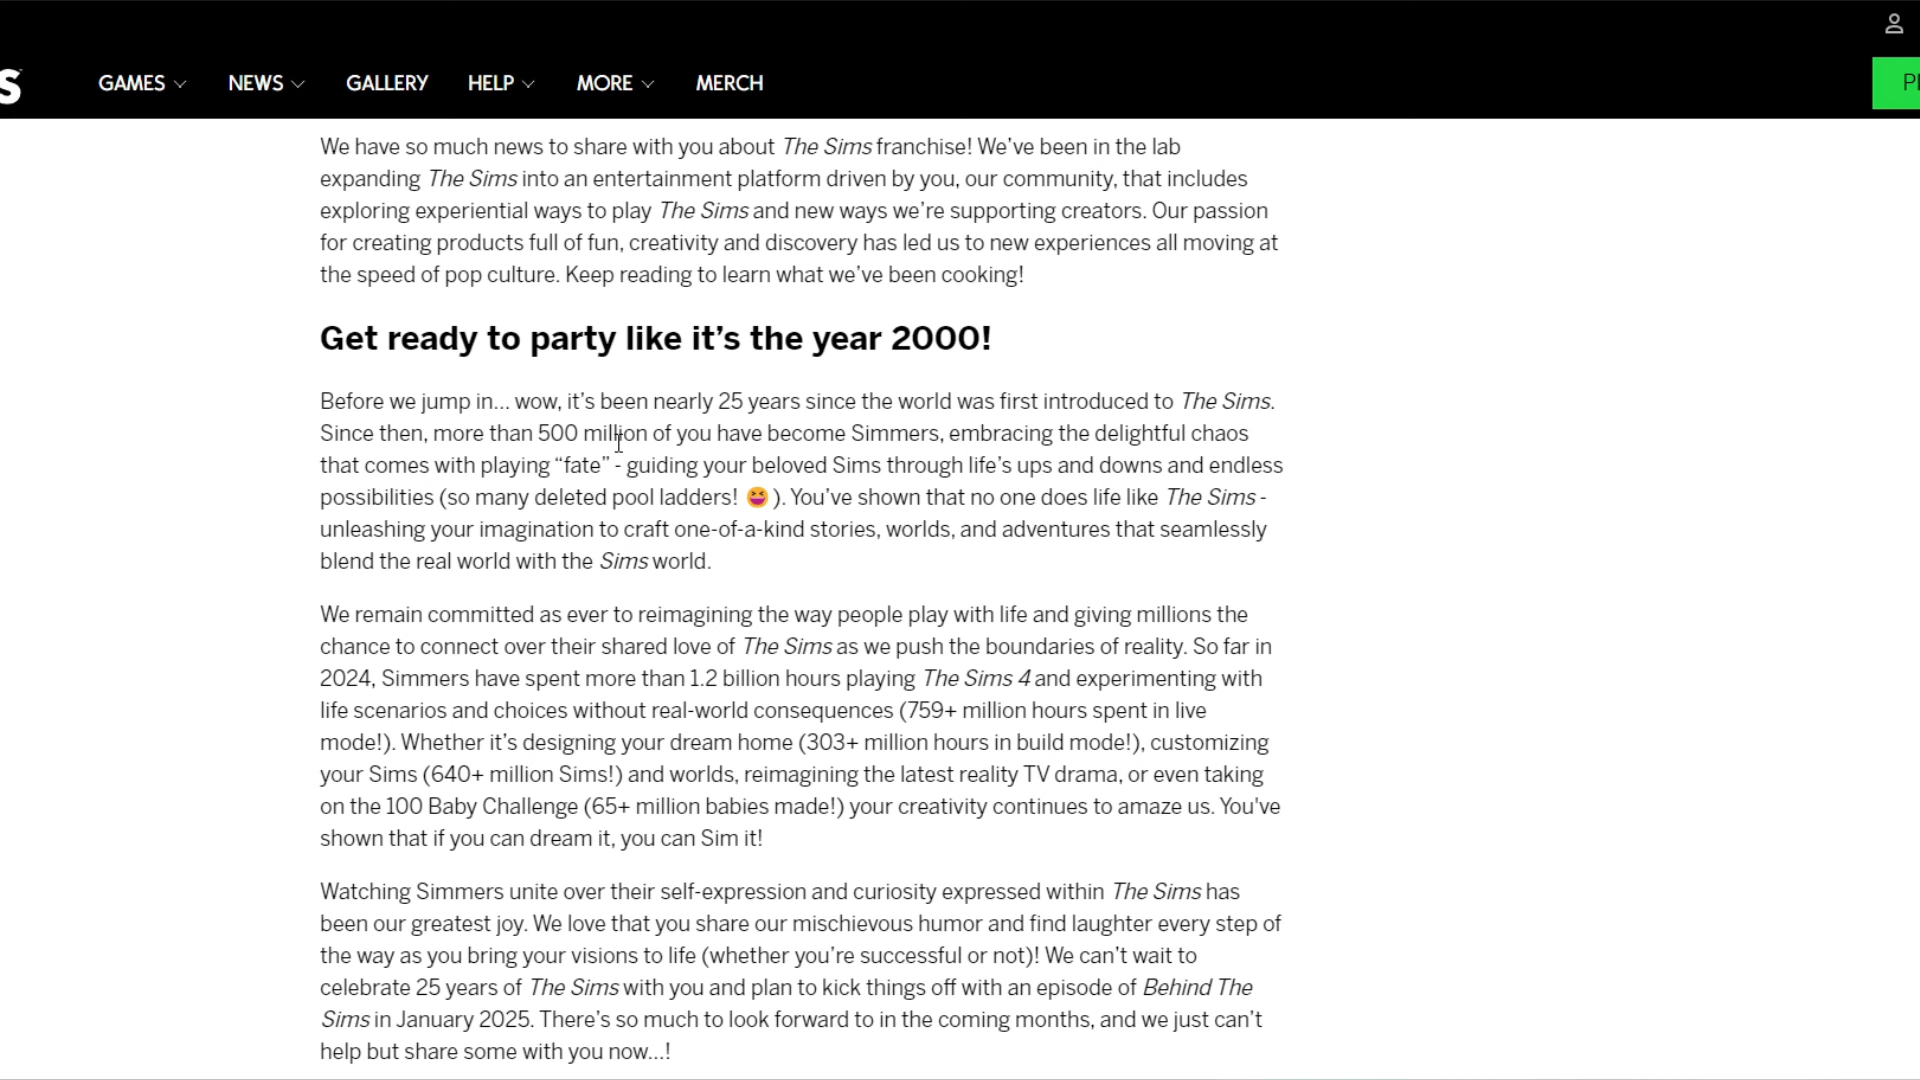 S
GAMES NEWS GALLERY HELP MORE MERCH
We have so much news to share with you about The Sims franchise! We’ve been in the lab
expanding The Sims into an entertainment platform driven by you, our community, that includes
exploring experiential ways to play The Sims and new ways we’re supporting creators. Our passion
for creating products full of fun, creativity and discovery has led us to new experiences all moving at
the speed of pop culture. Keep reading to learn what we’ve been cooking!
Get ready to party like it’s the year 2000!
Before we jump in... wow, it’s been nearly 25 years since the world was first introduced to The Sims.
Since then, more than 500 million of you have become Simmers, embracing the delightful chaos
that comes with playing “fate” - guiding your beloved Sims through life’s ups and downs and endless
possibilities (so many deleted pool ladders! 😆 ). You’ve shown that no one does life like The Sims -
unleashing your imagination to craft one-of-a-kind stories, worlds, and adventures that seamlessly
blend the real world with the Sims world.
We remain committed as ever to reimagining the way people play with life and giving millions the
chance to connect over their shared love of The Sims as we push the boundaries of reality. So far in
2024, Simmers have spent more than 1.2 billion hours playing The Sims 4 and experimenting with
life scenarios and choices without real-world consequences (759+ million hours spent in live
mode!). Whether it’s designing your dream home (303+ million hours in build mode!), customizing
your Sims (640+ million Sims!) and worlds, reimagining the latest reality TV drama, or even taking
on the 100 Baby Challenge (65+ million babies made!) your creativity continues to amaze us. You've
shown that if you can dream it, you can Sim it!
Watching Simmers unite over their self-expression and curiosity expressed within The Sims has
been our greatest joy. We love that you share our mischievous humor and find laughter every step of
the way as you bring your visions to life (whether you’re successful or not)! We can’t wait to
celebrate 25 years of The Sims with you and plan to kick things off with an episode of Behind The
Sims in January 2025. There’s so much to look forward to in the coming months, and we just can’t
help but share some with you now...!